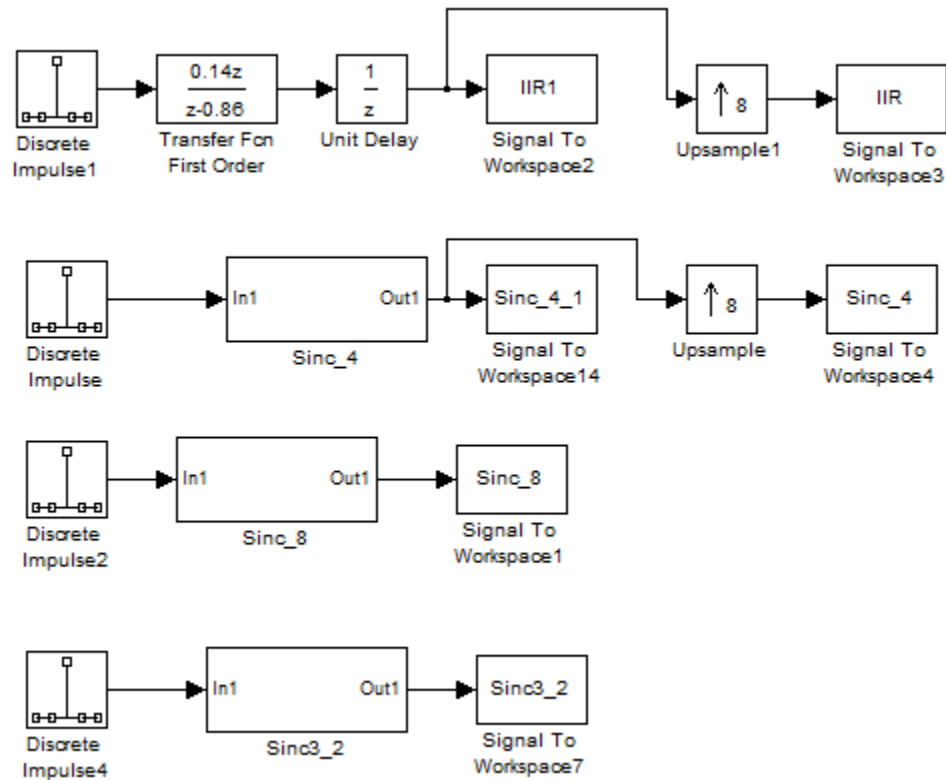 0.14z
z-0.86
1
z
IIR1
↑ 8
IIR
Discrete
Impulse1
Transfer Fcn
First Order
Unit Delay
Signal To
Workspace2
Upsample1
Signal To
Workspace3
In1
Out1
Sinc_4_1
↑ 8
Sinc_4
Discrete
Impulse
Sinc_4
Signal To
Workspace14
Upsample
Signal To
Workspace4
In1
Out1
Sinc_8
Discrete
Impulse2
Sinc_8
Signal To
Workspace1
In1
Out1
Sinc3_2
Discrete
Impulse4
Sinc3_2
Signal To
Workspace7